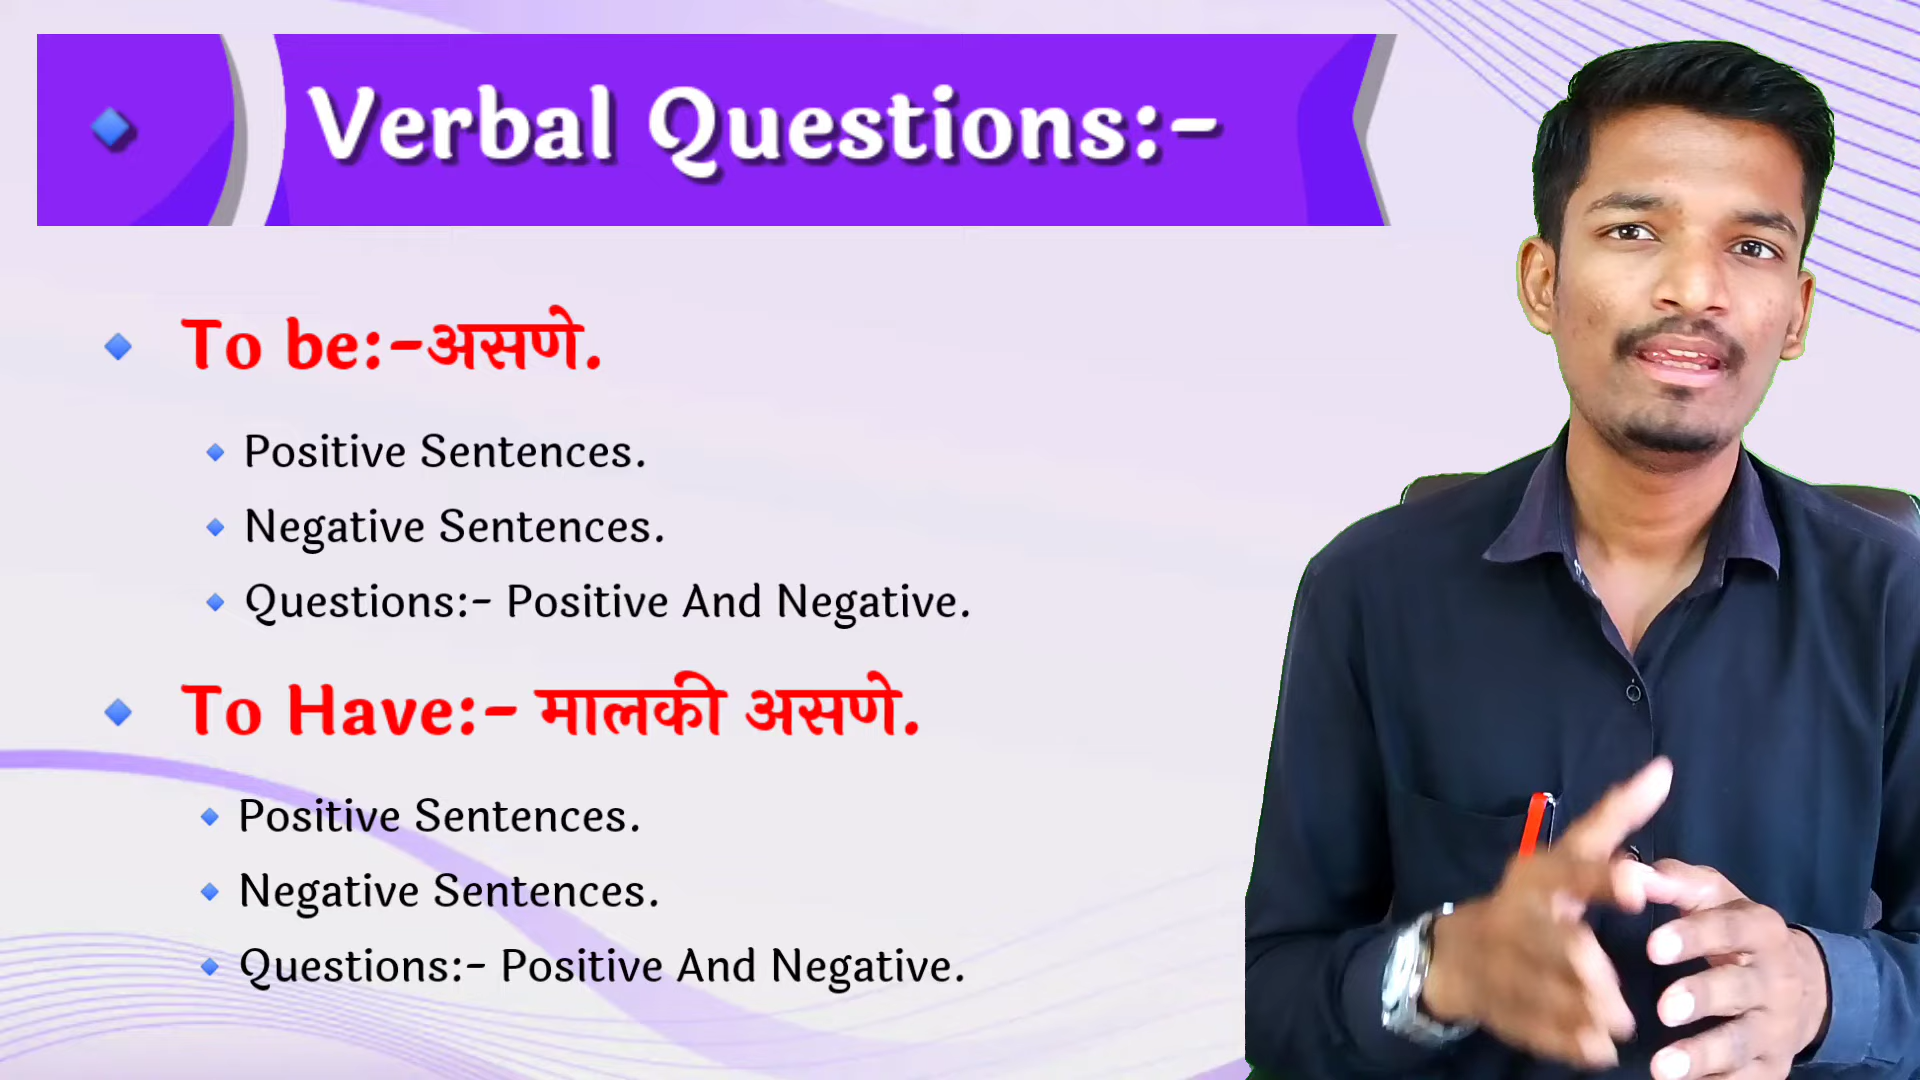 Verbal Questions:-
To be:-असणे.
Positive Sentences.
Negative Sentences.
Questions:- Positive And Negative.
To Have:- मालकी असणे.
Positive Sentences.
Negative Sentences.
Questions:- Positive And Negative.